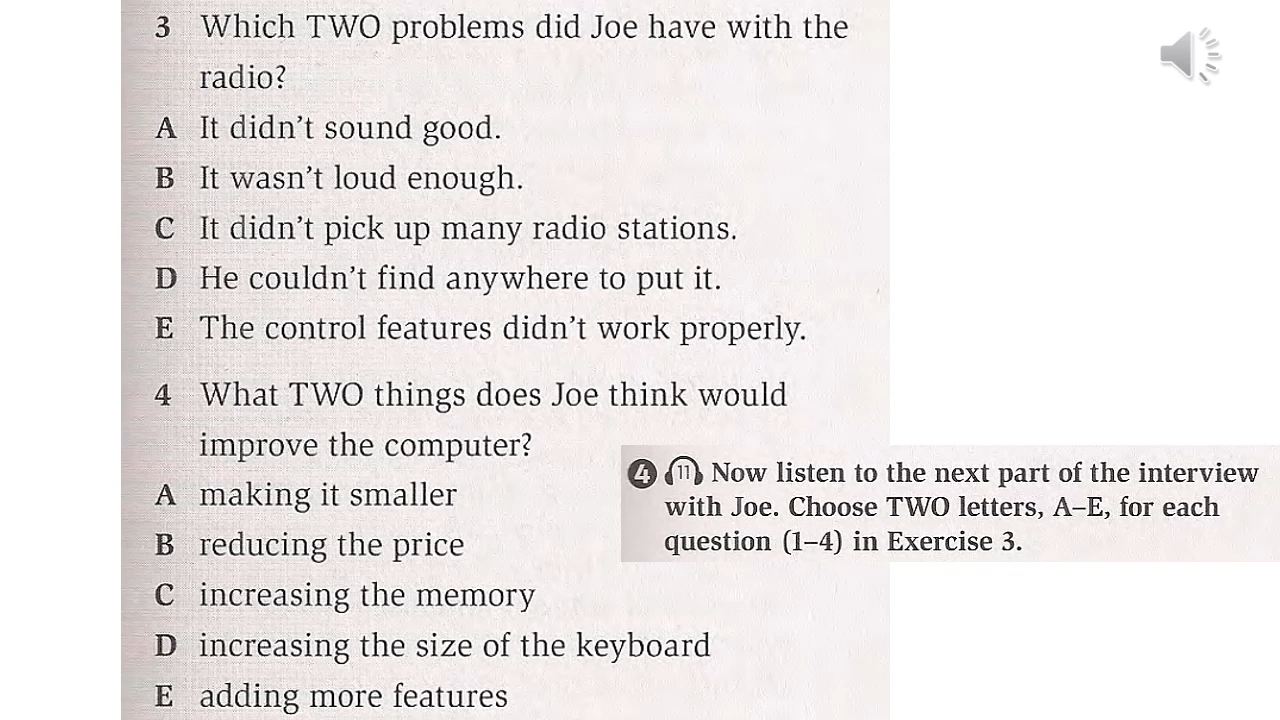 3 Which TWO problems did Joe have with the
radio?
A It didn't sound good.
B It wasn't loud enough.
C It didn't pick up many radio stations.
D He couldn't find anywhere to put it.
E The control features didn't work properly.
4 What TWO things does Joe think would
improve the computer?
A making it smaller
B reducing the price
C increasing the memory
D increasing the size of the keyboard
E adding more features
4 11 Now listen to the next part of the interview
with Joe. Choose TWO letters, A–E, for each
question (1–4) in Exercise 3.